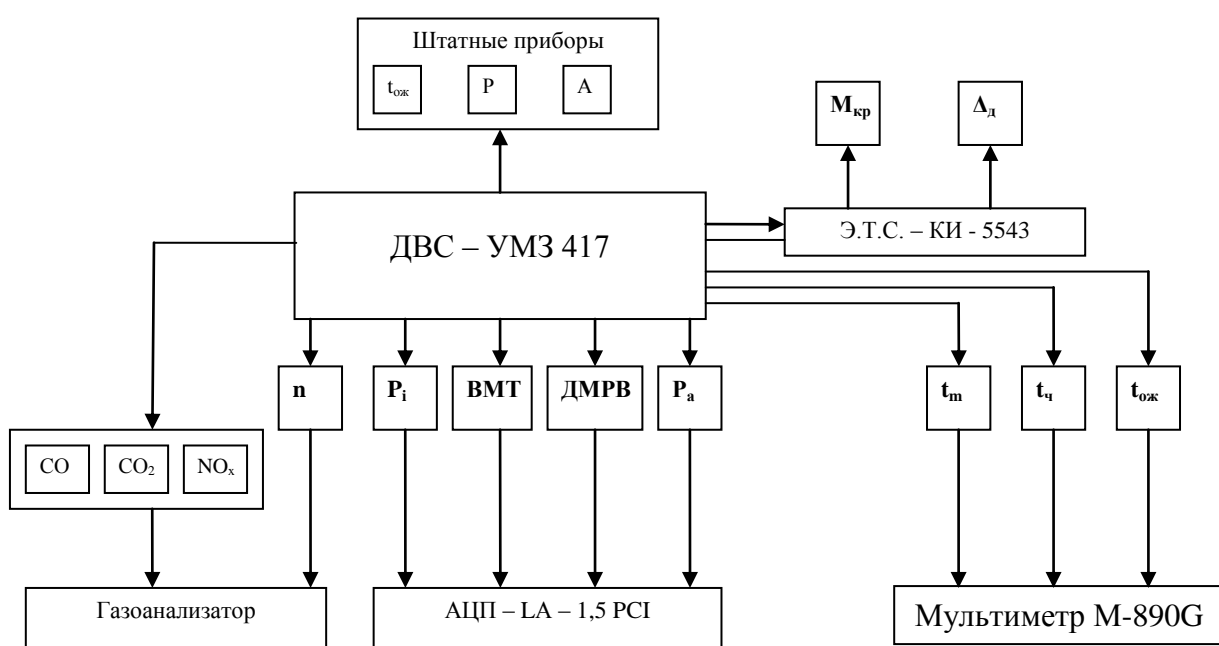 Штатные приборы
tож P A
Mкр Δд
ДВС – УМЗ 417
Э.Т.С. – КИ - 5543
n Pi ВМТ ДМРВ Pa tm tч tож
CO CO2 NOx
Газоанализатор
АЦП – LA – 1,5 PCI
Мультиметр М-890G